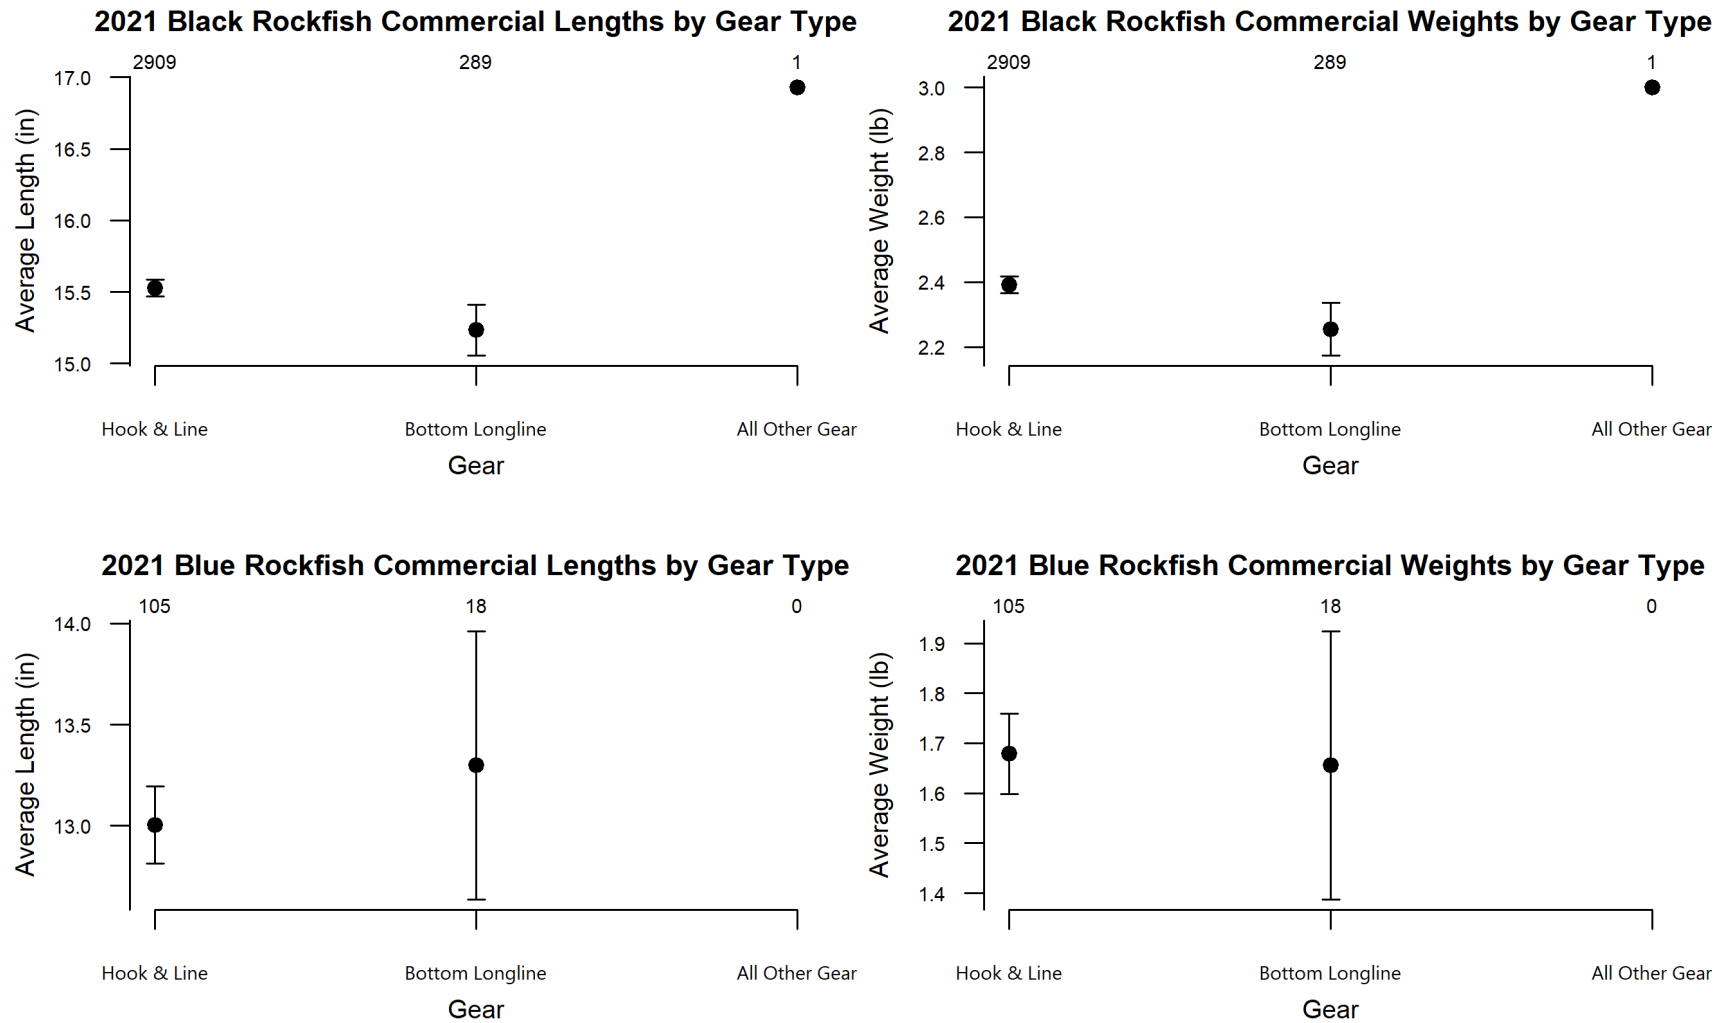 2021 Black Rockfish Commercial Lengths by Gear Type
2909 289 1
Average Length (in)
17.0
16.5
16.0
15.5
15.0
Hook & Line Bottom Longline All Other Gear
Gear
2021 Black Rockfish Commercial Weights by Gear Type
2909 289 1
Average Weight (lb)
3.0
2.8
2.6
2.4
2.2
Hook & Line Bottom Longline All Other Gear
Gear
2021 Blue Rockfish Commercial Lengths by Gear Type
105 18 0
Average Length (in)
14.0
13.5
13.0
Hook & Line Bottom Longline All Other Gear
Gear
2021 Blue Rockfish Commercial Weights by Gear Type
105 18 0
Average Weight (lb)
1.9
1.8
1.7
1.6
1.5
1.4
Hook & Line Bottom Longline All Other Gear
Gear